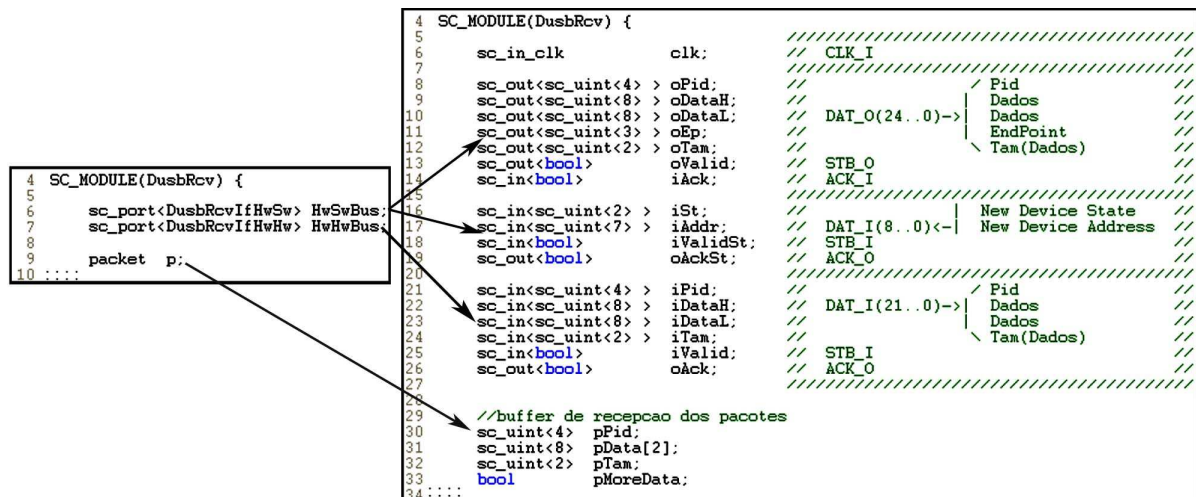 4 SC_MODULE(DusbRcv) {
5
6 sc_port<DusbRcvIfHwSw> HwSwBus;
7 sc_port<DusbRcvIfHwHw> HwHwBus;
8
9 packet p;
10 ::::
4 SC_MODULE(DusbRcv) {
5 //////////////////////////////////////
6 sc_in_clk clk; // CLK_I //
7 //////////////////////////////////////
8 sc_out<sc_uint<4> > oPid; // / Pid //
9 sc_out<sc_uint<8> > oDataH; // | Dados //
10 sc_out<sc_uint<8> > oDataL; // DAT_O(24..0)->| Dados //
11 sc_out<sc_uint<3> > oEp; // | EndPoint //
12 sc_out<sc_uint<2> > oTam; // \ Tam(Dados) //
13 sc_out<bool> oValid; // STB_O //
14 sc_in<bool> iAck; // ACK_I //
15 //////////////////////////////////////
16 sc_in<sc_uint<2> > iSt; // | New Device State //
17 sc_in<sc_uint<7> > iAddr; // DAT_I(8..0)<-| New Device Address //
18 sc_in<bool> iValidSt; // STB_I //
19 sc_out<bool> oAckSt; // ACK_O //
20 //////////////////////////////////////
21 sc_in<sc_uint<4> > iPid; // / Pid //
22 sc_in<sc_uint<8> > iDataH; // DAT_I(21..0)->| Dados //
23 sc_in<sc_uint<8> > iDataL; // | Dados //
24 sc_in<sc_uint<2> > iTam; // \ Tam(Dados) //
25 sc_in<bool> iValid; // STB_I //
26 sc_out<bool> oAck; // ACK_O //
27 //////////////////////////////////////
28
29 //buffer de recepcao dos pacotes
30 sc_uint<4> pPid;
31 sc_uint<8> pData[2];
32 sc_uint<2> pTam;
33 bool pMoreData;
34 ::::